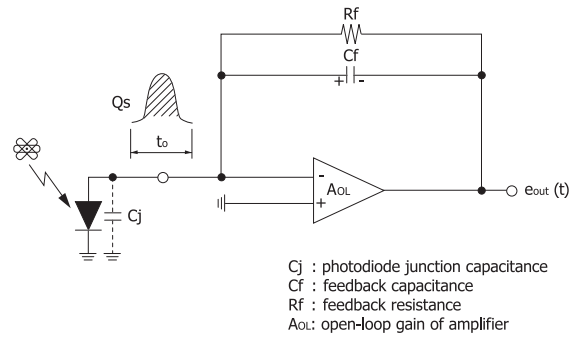 Rf
Cf
+ -
Qs
to
-
AOL
+
eout (t)
Cj
Cj : photodiode junction capacitance
Cf : feedback capacitance
Rf : feedback resistance
AOL: open-loop gain of amplifier